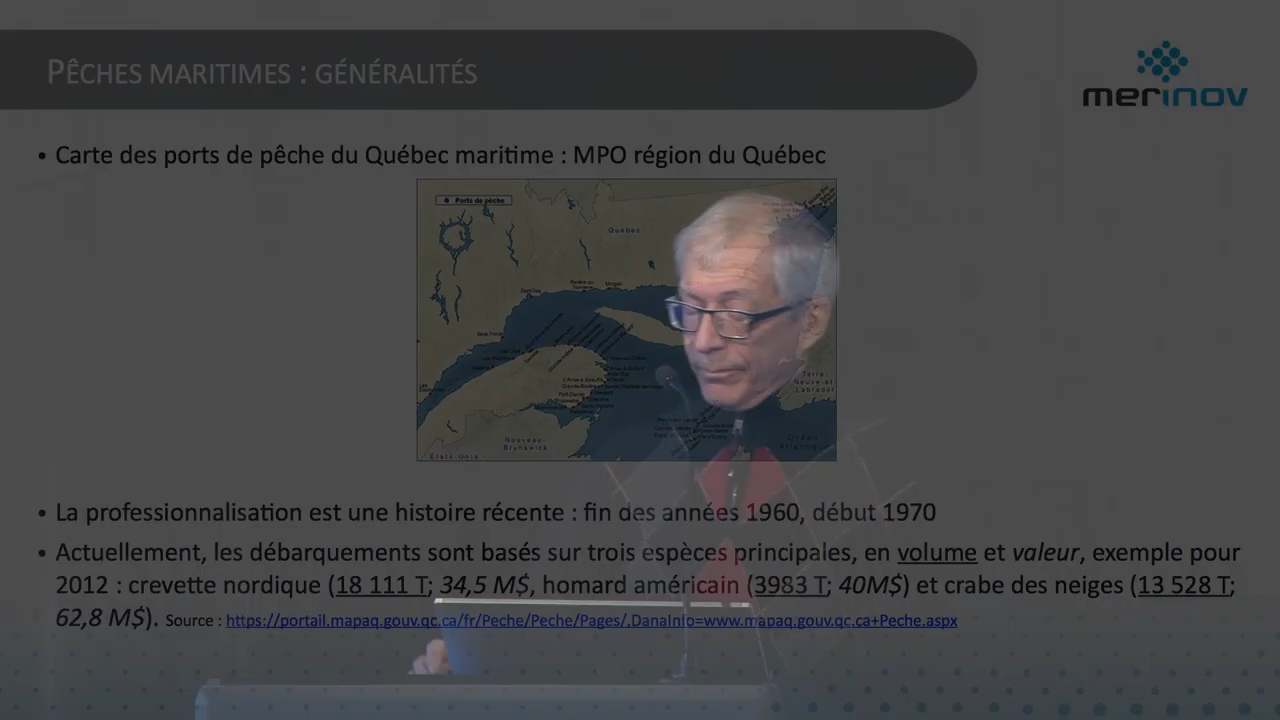 PÊCHES MARITIMES : GÉNÉRALITÉS
merinov
• Carte des ports de pêche du Québec maritime : MPO région du Québec
Ports de pêche
Québec
Terre-
Neuve-et
Labrador
Nouveau-
Brunswick
Océan
Atlantique
États-Unis
• La professionnalisation est une histoire récente : fin des années 1960, début 1970
• Actuellement, les débarquements sont basés sur trois espèces principales, en volume et valeur, exemple pour
2012 : crevette nordique (18 111 T; 34,5 M$, homard américain (3983 T; 40M$) et crabe des neiges (13 528 T;
62,8 M$). Source : https://portail.mapaq.gouv.qc.ca/fr/Peche/Peche/Pages/,DanaInfo=www.mapaq.gouv.qc.ca+Peche.aspx